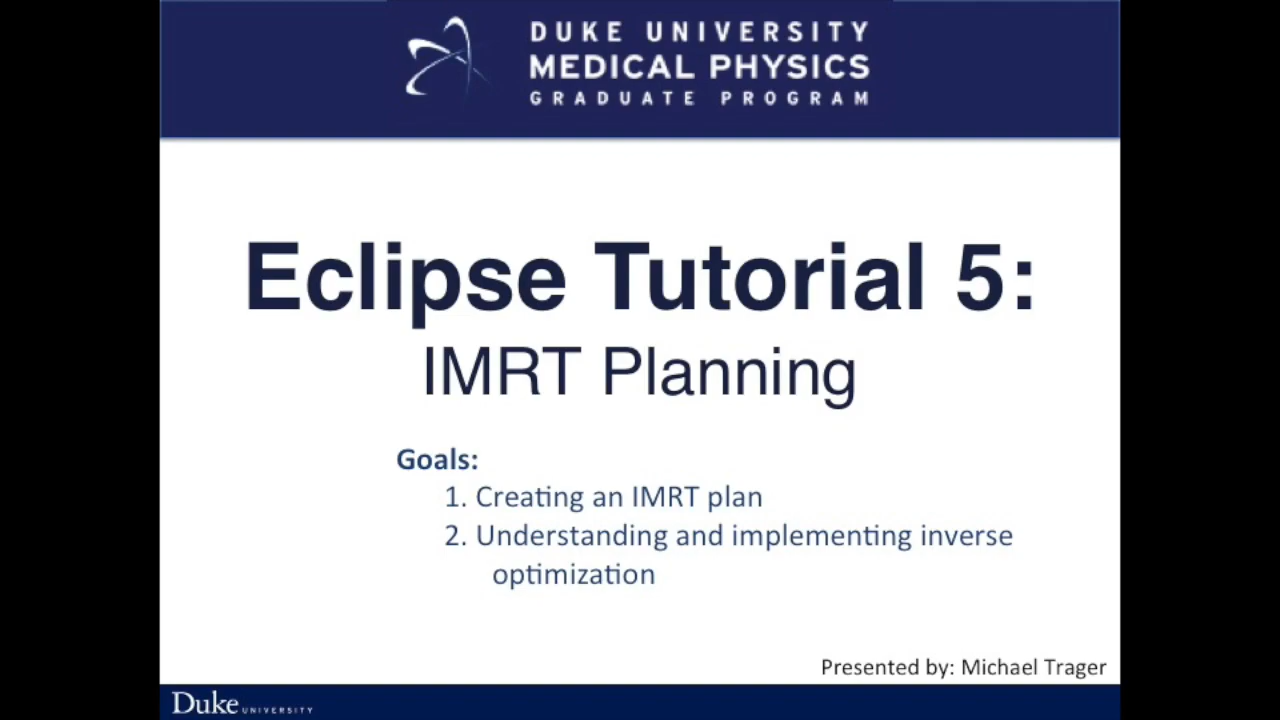 DUKE UNIVERSITY
MEDICAL PHYSICS
GRADUATE PROGRAM
Eclipse Tutorial 5:
IMRT Planning
Goals:
1. Creating an IMRT plan
2. Understanding and implementing inverse
optimization
Presented by: Michael Trager
Duke UNIVERSITY